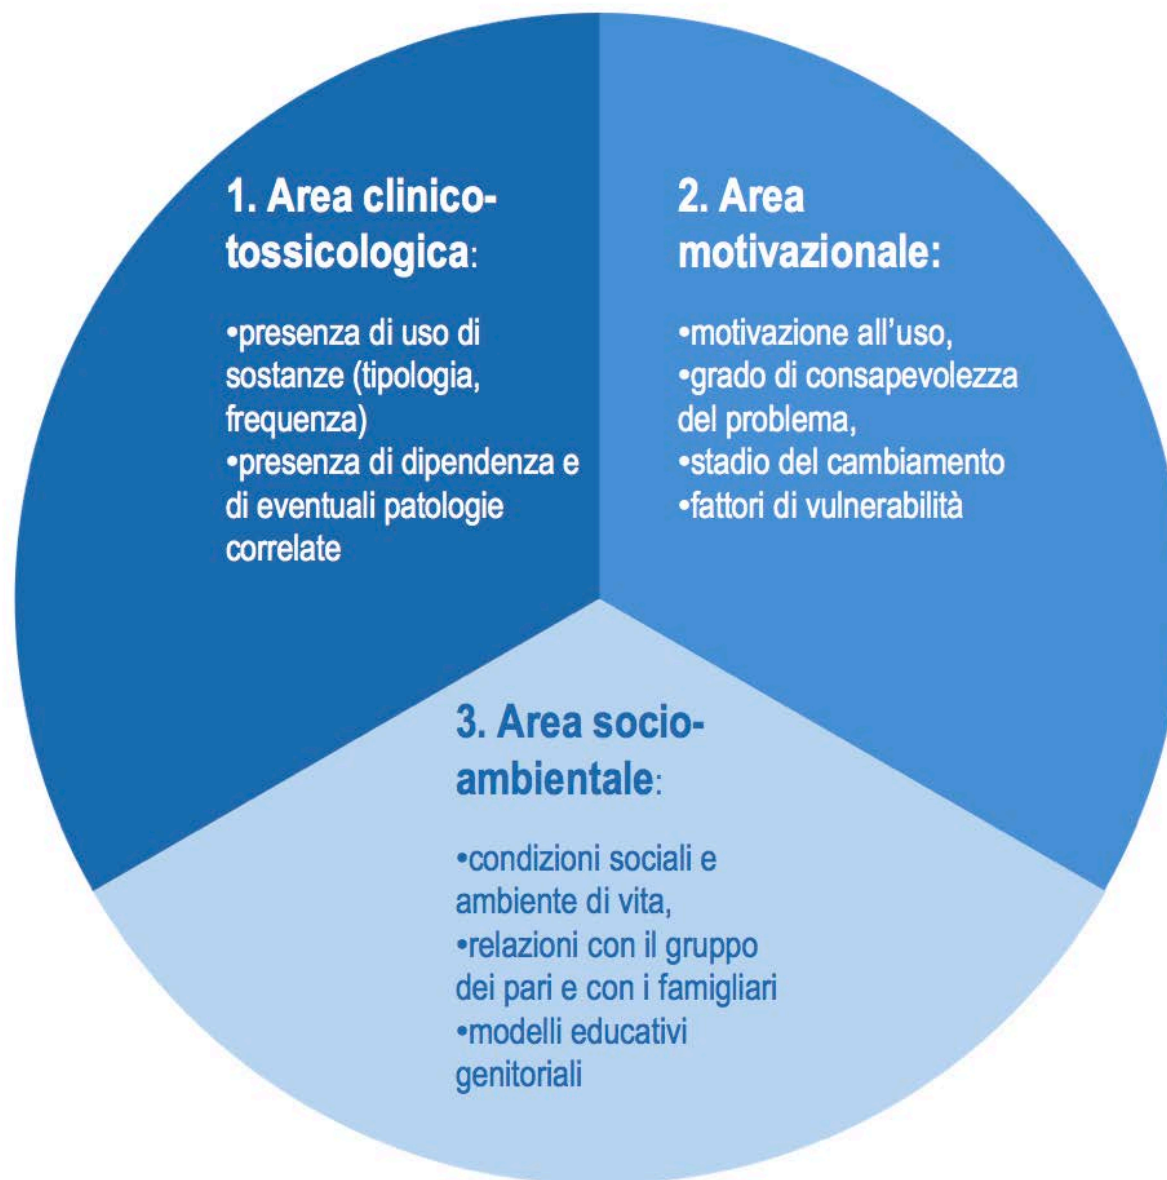 1. Area clinico-
tossicologica:
•presenza di uso di
sostanze (tipologia,
frequenza)
•presenza di dipendenza e
di eventuali patologie
correlate
2. Area
motivazionale:
•motivazione all’uso,
•grado di consapevolezza
del problema,
•stadio del cambiamento
•fattori di vulnerabilità
3. Area socio-
ambientale:
•condizioni sociali e
ambiente di vita,
•relazioni con il gruppo
dei pari e con i famigliari
•modelli educativi
genitoriali